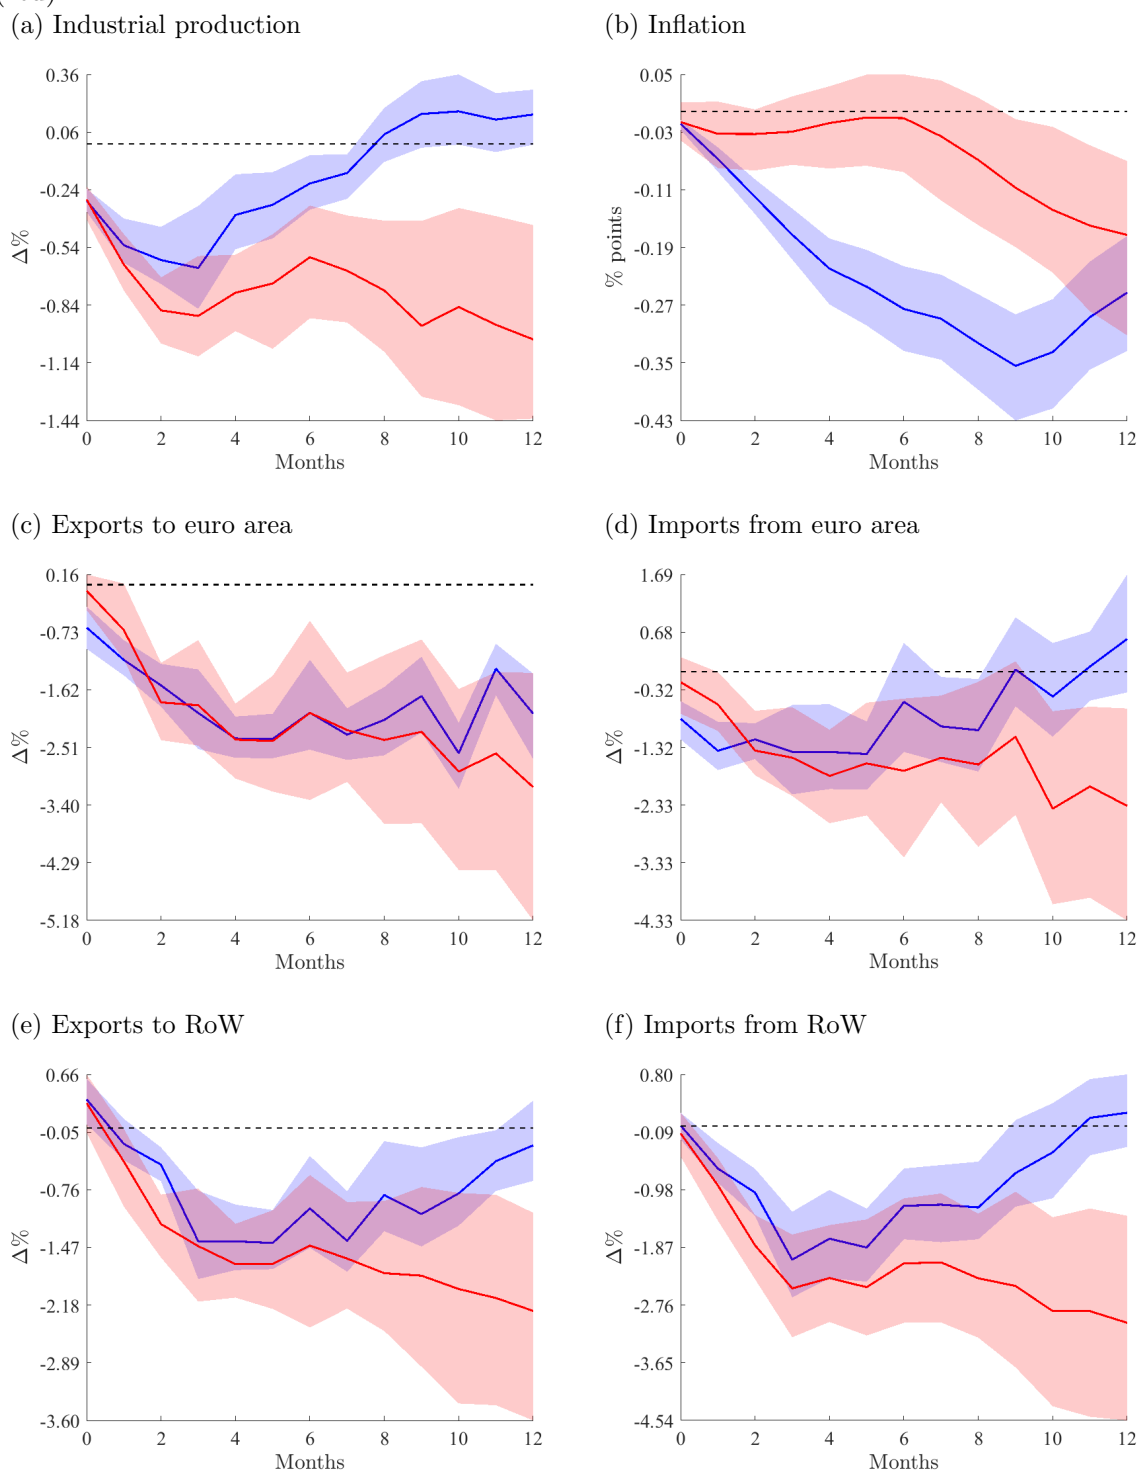 (a) Industrial production
0.36
0.06
-0.24
-0.54
-0.84
-1.14
-1.44
Δ%
0 2 4 6 8 10 12
Months
(b) Inflation
0.05
-0.03
-0.11
-0.19
-0.27
-0.35
-0.43
% points
0 2 4 6 8 10 12
Months
(c) Exports to euro area
0.16
-0.73
-1.62
-2.51
-3.40
-4.29
-5.18
Δ%
0 2 4 6 8 10 12
Months
(d) Imports from euro area
1.69
0.68
-0.32
-1.32
-2.33
-3.33
-4.33
Δ%
0 2 4 6 8 10 12
Months
(e) Exports to RoW
0.66
-0.05
-0.76
-1.47
-2.18
-2.89
-3.60
Δ%
0 2 4 6 8 10 12
Months
(f) Imports from RoW
0.80
-0.09
-0.98
-1.87
-2.76
-3.65
-4.54
Δ%
0 2 4 6 8 10 12
Months